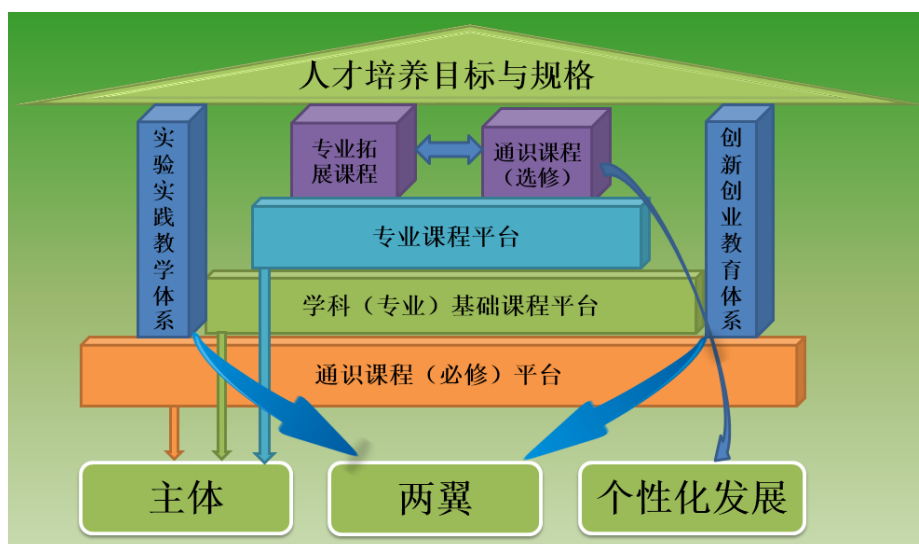 人才培养目标与规格
实验实践教学体系
专业拓
展课程
通识课程
（选修）
创新创业教育体系
专业课程平台
学科（专业）基础课程平台
通识课程（必修）平台
主体
两翼
个性化发展